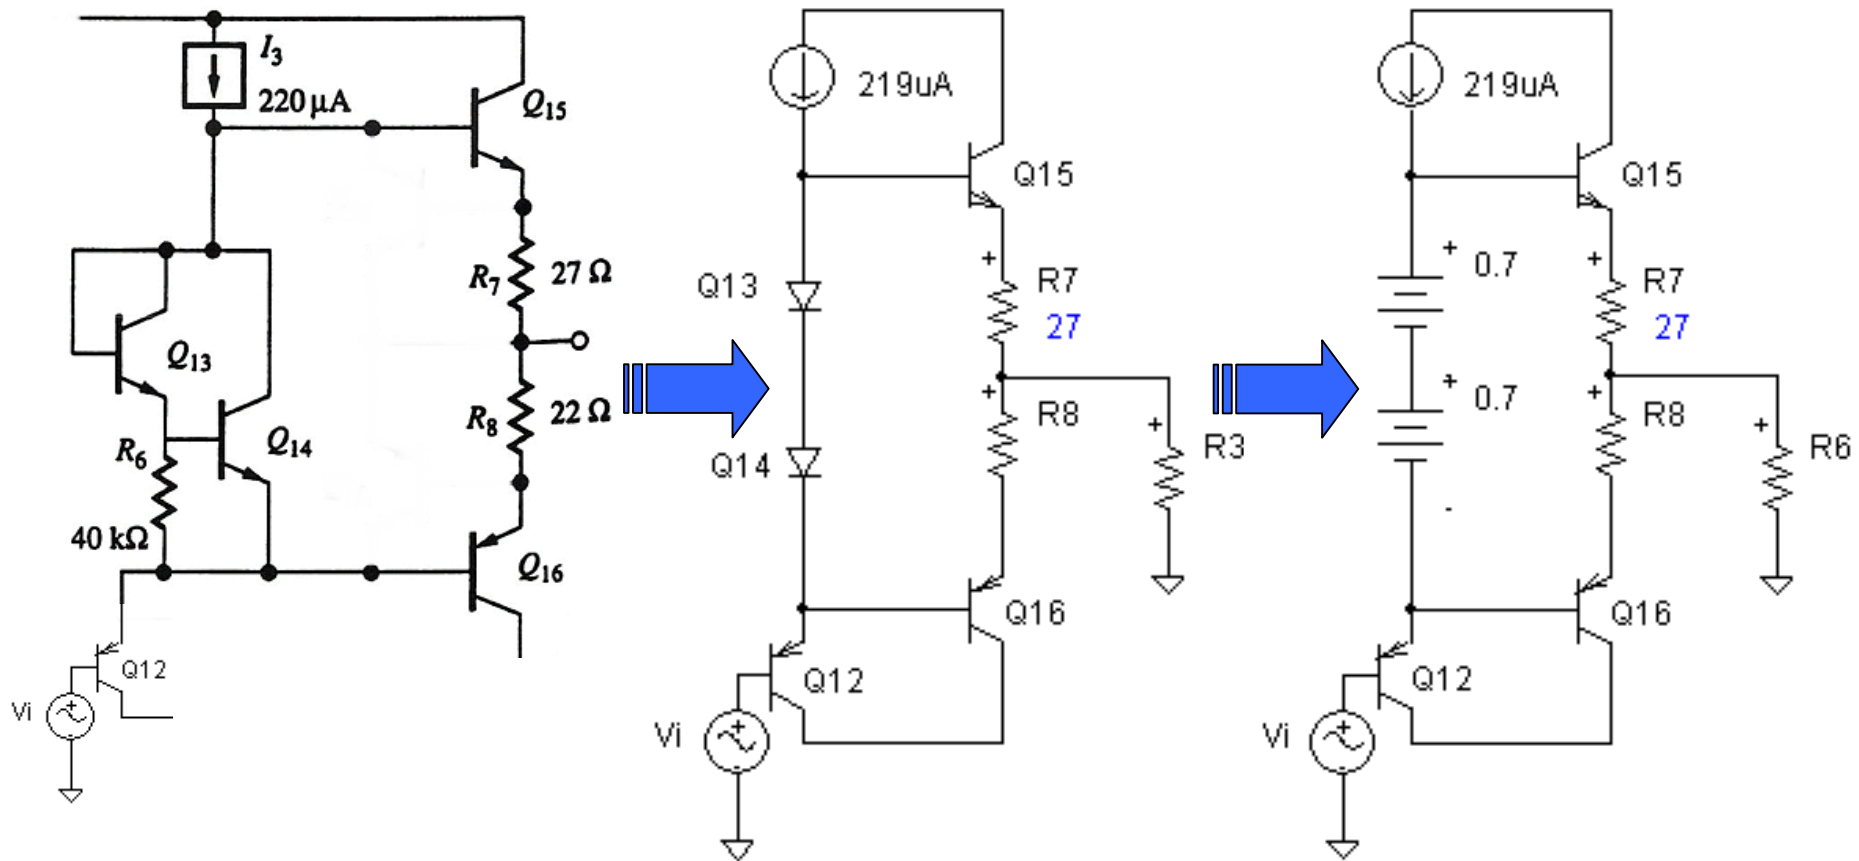 I3
220 µA
Q15
R7
27 Ω
Q13
R8
22 Ω
R6
Q14
40 kΩ
Q16
Q12
Vi
219uA
Q15
+
Q13
R7
27
+
R8
+
Q14
R3
Q16
Q12
Vi
+
219uA
Q15
+
0.7
+
R7
27
+
0.7
+
R8
+
R6
Q16
Q12
Vi
+